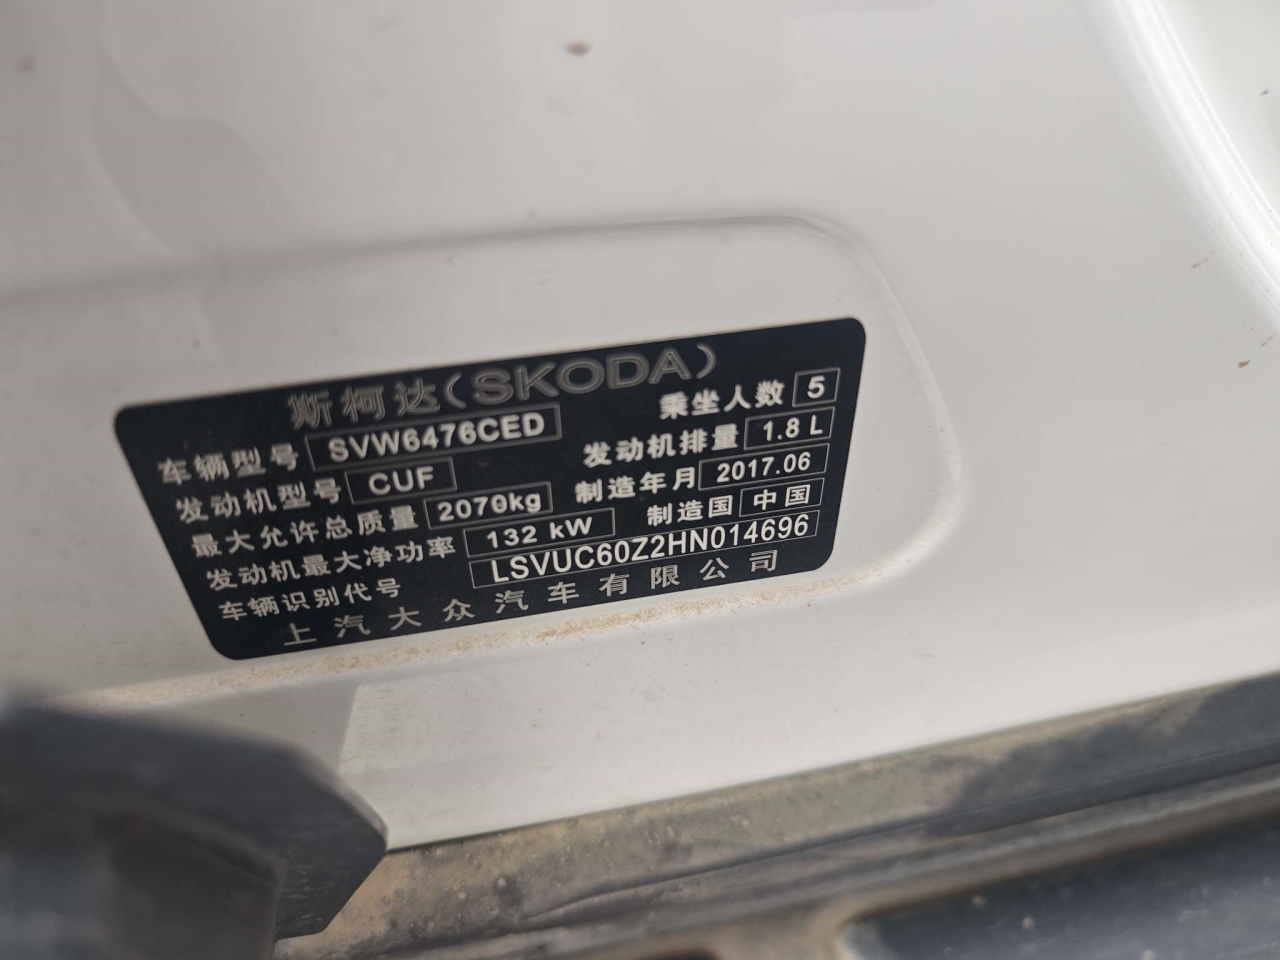 斯柯达(SKODA)
车辆型号 SVW6476CED 乘坐人数 5
发动机型号 CUF 发动机排量 1.8 L
最大允许总质量 2070kg 制造年月 2017.06
发动机最大净功率 132 kW 制造国 中国
车辆识别代号 LSVUC60Z2HN014696
上汽大众汽车有限公司